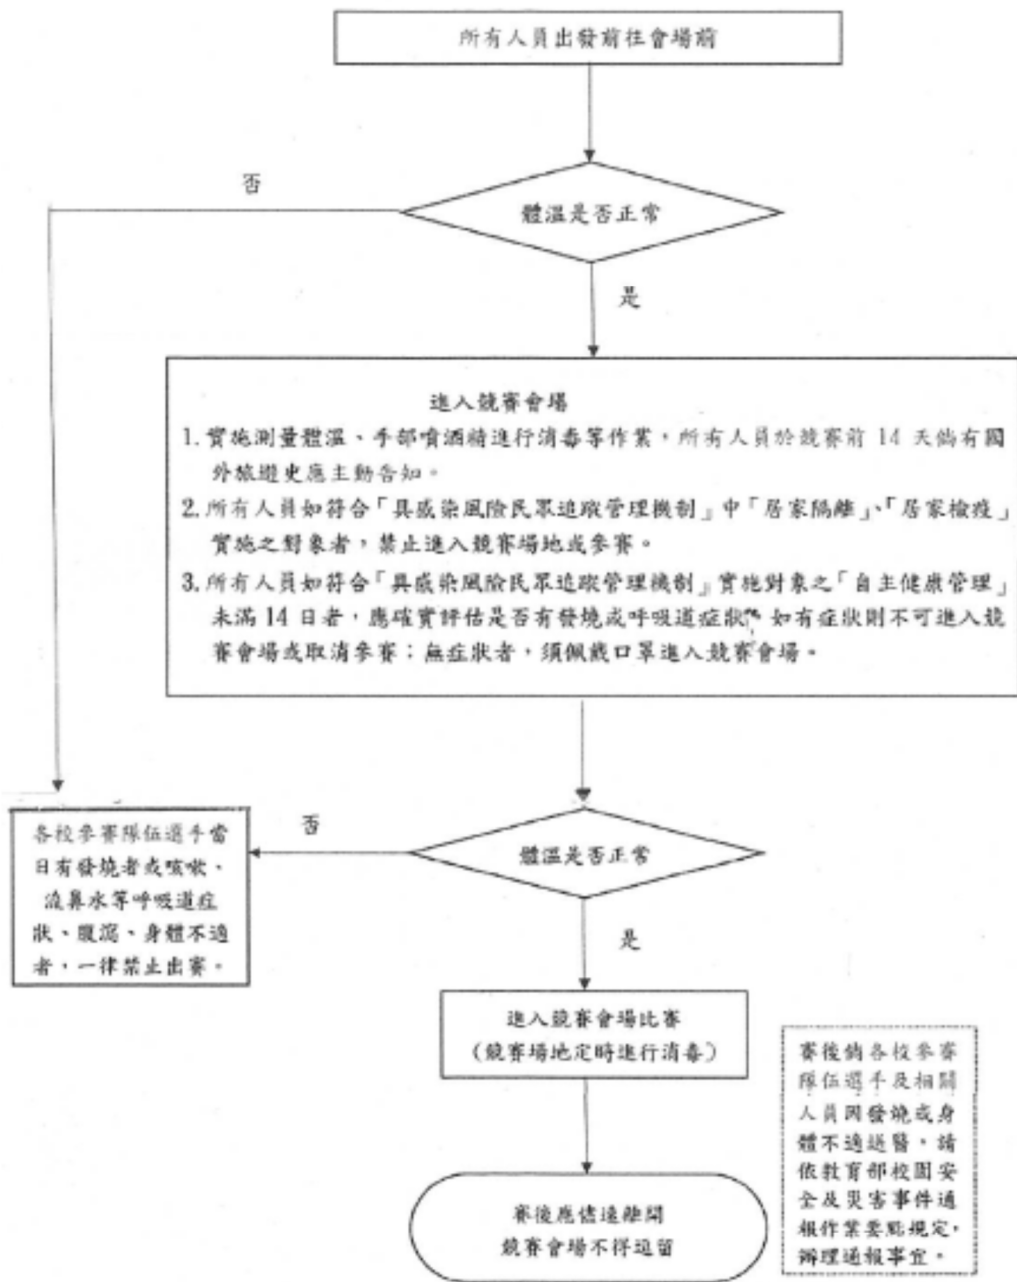 所有人員出發前往會場前
否
體溫是否正常
是
進入競賽會場
1. 實施測量體溫、手部噴酒精進行消毒等作業，所有人員於競賽前 14 天倘有國
外旅遊史應主動告知。
2. 所有人員如符合「具感染風險民眾追蹤管理機制」中「居家隔離」、「居家檢疫」
實施之對象者，禁止進入競賽場地或參賽。
3. 所有人員如符合「具感染風險民眾追蹤管理機制」實施對象之「自主健康管理」
未滿 14 日者，應確實評估是否有發燒或呼吸道症狀，如有症狀則不可進入競
賽會場或取消參賽；無症狀者，須佩戴口罩進入競賽會場。
各校參賽隊伍選手當
日有發燒者或咳嗽、
流鼻水等呼吸道症
狀、腹瀉、身體不適
者，一律禁止出賽。
否
體溫是否正常
是
進入競賽會場比賽
（競賽場地定時進行消毒）
賽後倘各校參賽
隊伍選手及相關
人員因發燒或身
體不適送醫，請
依教育部校園安
全及災害事件通
報作業要點規定，
辦理通報事宜。
賽後應儘速離開
競賽會場不得逗留